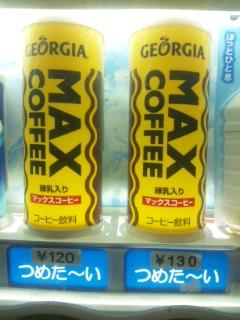 GEORGIA
MAX
COFFEE
練乳入り
マックスコーヒー
コーヒー飲料
GEORGIA
MAX
COFFEE
練乳入り
マックスコーヒー
コーヒー飲料
ほっとひと息
¥120
つめた〜い
¥130
つめた〜い